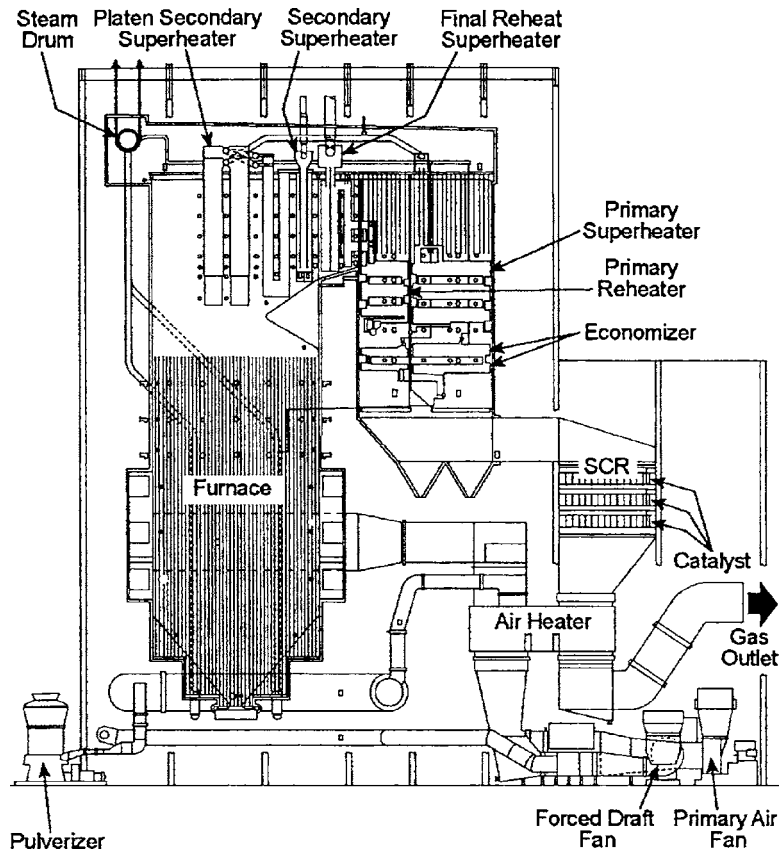 Steam
Drum
Platen Secondary
Superheater
Secondary
Superheater
Final Reheat
Superheater
Primary
Superheater
Primary
Reheater
Economizer
SCR
Furnace
Catalyst
Air Heater
Gas
Outlet
Forced Draft
Fan
Primary Air
Fan
Pulverizer